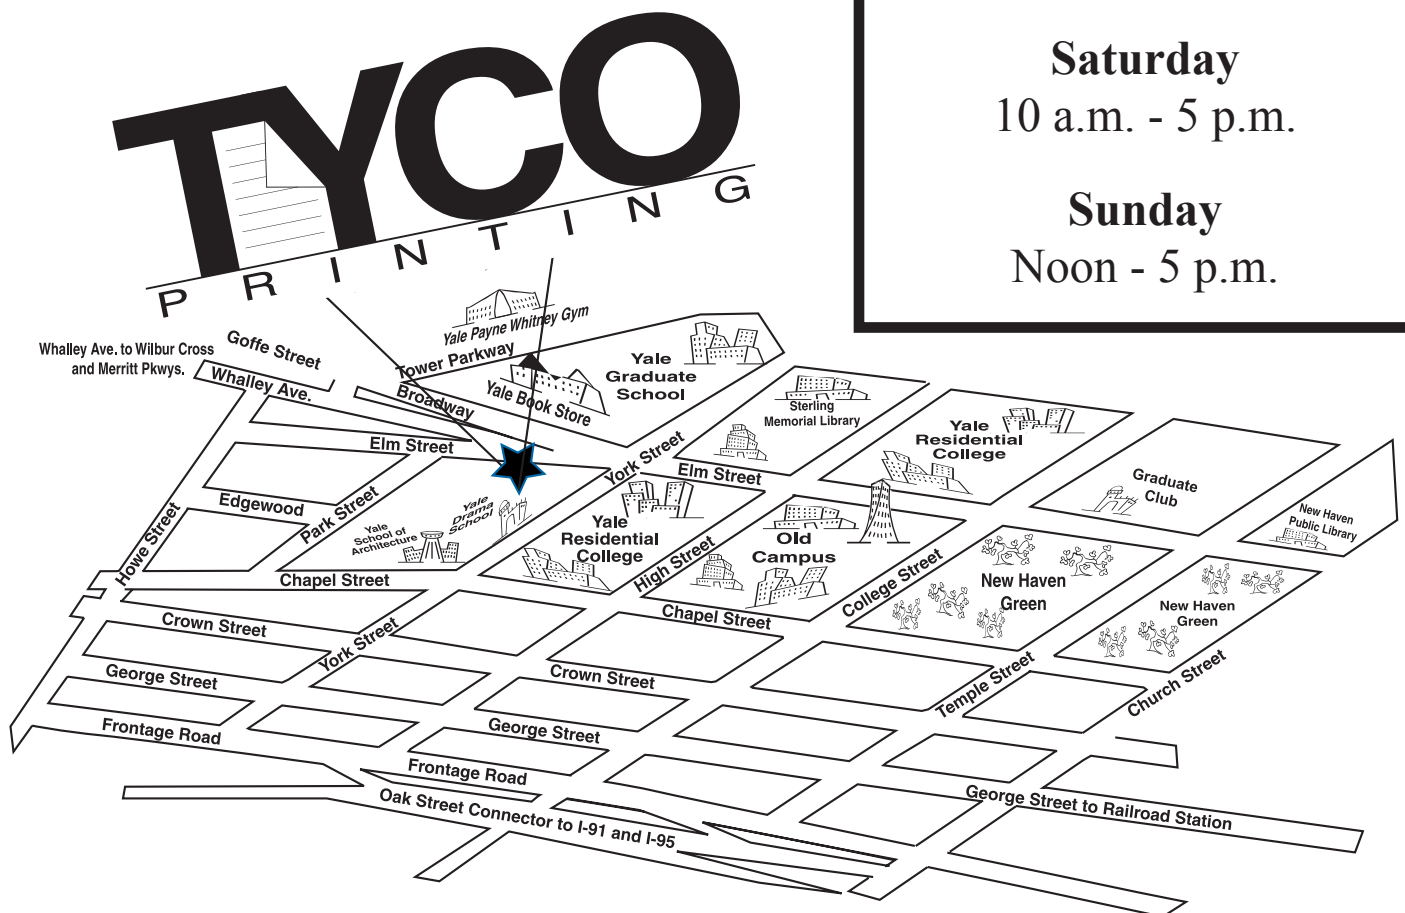 TYCO
PRINTING
Saturday
10 a.m. - 5 p.m.
Sunday
Noon - 5 p.m.
Yale Payne Whitney Gym
Goffe Street
Whalley Ave. to Wilbur Cross
and Merritt Pkwys.
Whalley Ave.
Tower Parkway
Broadway
Yale Book Store
Yale
Graduate
School
Sterling
Memorial Library
Yale
Residential
College
Graduate
Club
New Haven
Public Library
Elm Street
York Street
Elm Street
Edgewood
Park Street
Howe Street
Yale
School of
Architecture
Yale
Drama
School
Yale
Residential
College
High Street
Old
Campus
College Street
New Haven
Green
New Haven
Green
Chapel Street
Chapel Street
Crown Street
York Street
Crown Street
Temple Street
Church Street
George Street
George Street
Frontage Road
Frontage Road
Oak Street Connector to I-91 and I-95
George Street to Railroad Station